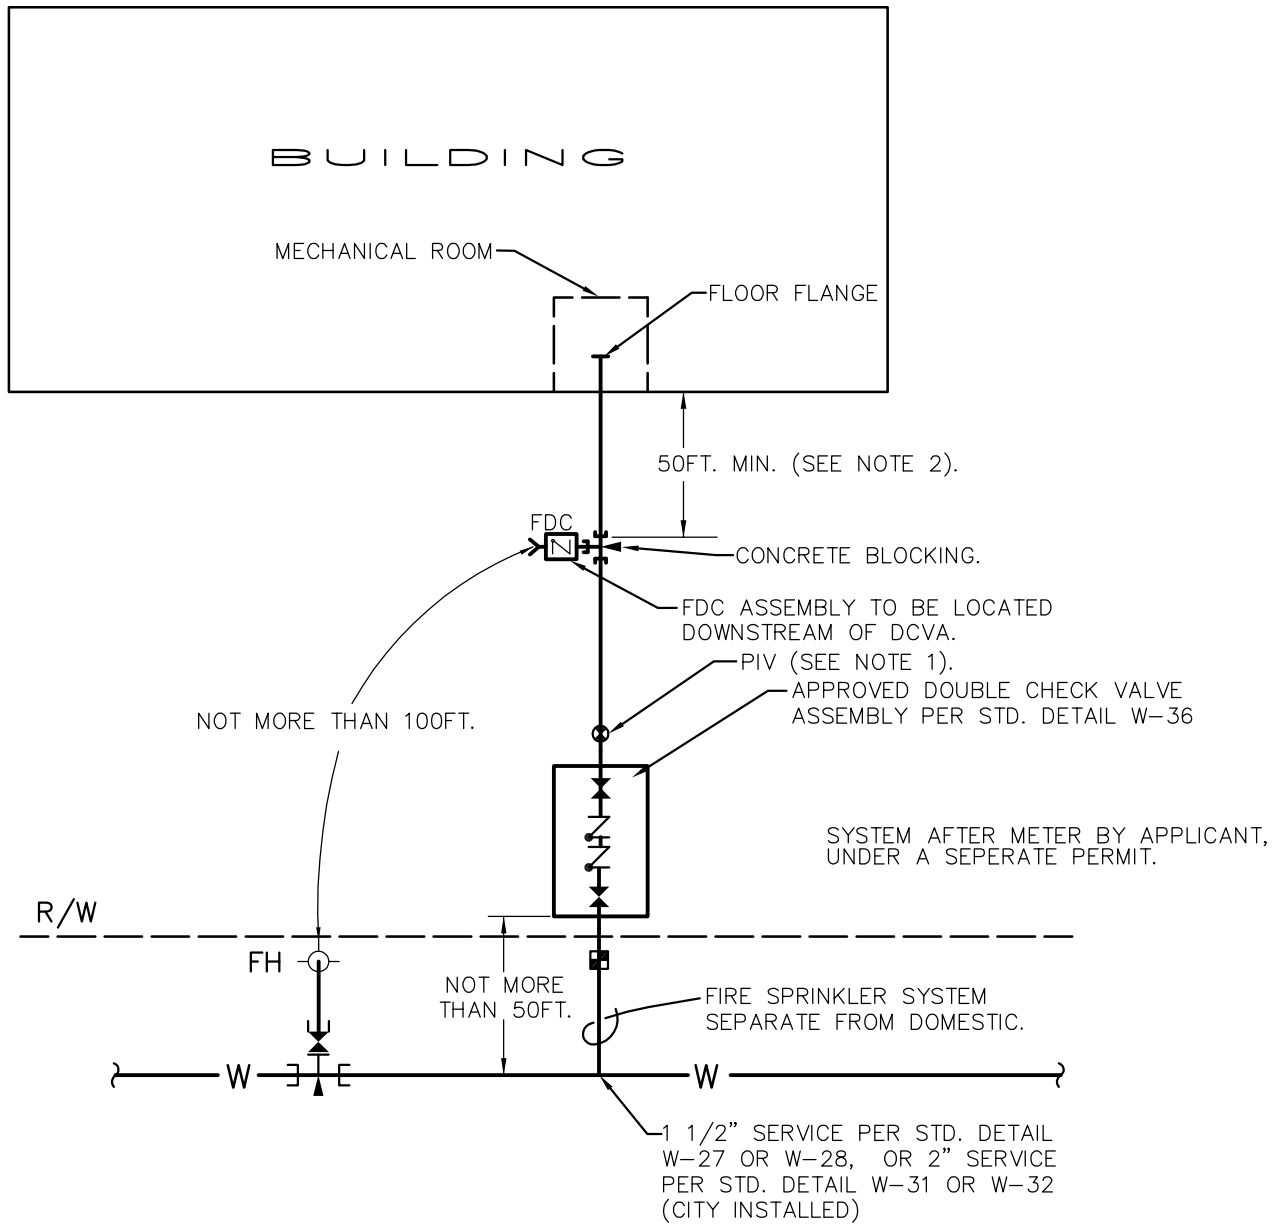 BUILDING
MECHANICAL ROOM
FLOOR FLANGE
50FT. MIN. (SEE NOTE 2).
FDC
CONCRETE BLOCKING.
FDC ASSEMBLY TO BE LOCATED
DOWNSTREAM OF DCVA.
PIV (SEE NOTE 1).
APPROVED DOUBLE CHECK VALVE
ASSEMBLY PER STD. DETAIL W-36
NOT MORE THAN 100FT.
SYSTEM AFTER METER BY APPLICANT,
UNDER A SEPERATE PERMIT.
R/W
FH
NOT MORE
THAN 50FT.
FIRE SPRINKLER SYSTEM
SEPARATE FROM DOMESTIC.
W
W
1 1/2” SERVICE PER STD. DETAIL
W-27 OR W-28, OR 2” SERVICE
PER STD. DETAIL W-31 OR W-32
(CITY INSTALLED)